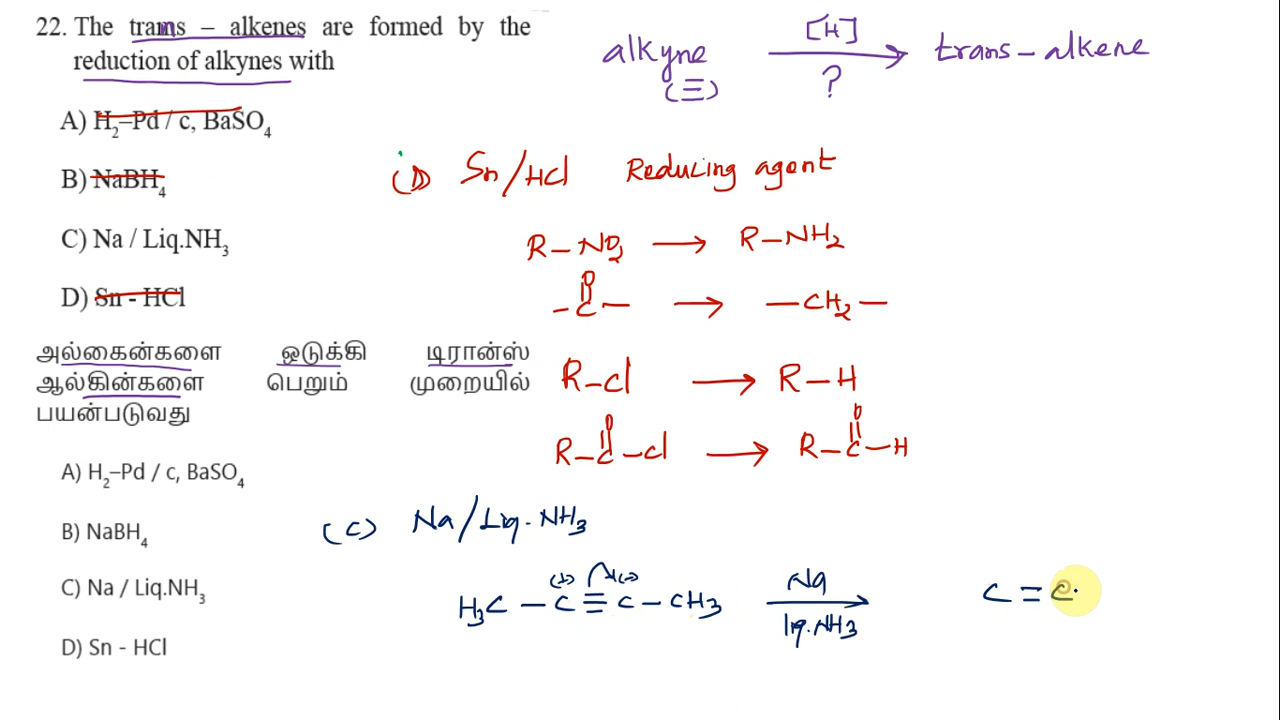 22. The trans – alkenes are formed by the
reduction of alkynes with
A) H₂–Pd / c, BaSO₄
B) NaBH₄
C) Na / Liq.NH₃
D) Sn - HCl
அல்கைன்களை ஒடுக்கி டிரான்ஸ்
ஆல்கின்களை பெறும் முறையில்
பயன்படுவது
A) H₂–Pd / c, BaSO₄
B) NaBH₄
C) Na / Liq.NH₃
D) Sn - HCl
alkyne [H] → ? trans-alkene
(≡)
(D) Sn/HCl Reducing agent
R-NO₂ → R-NH₂
-C(=O)- → -CH₂-
R-Cl → R-H
R-C(=O)-Cl → R-C(=O)-H
(C) Na/Liq. NH₃
(+) (-)
H₃C - C ≡ C - CH₃ Na → liq. NH₃ C = C